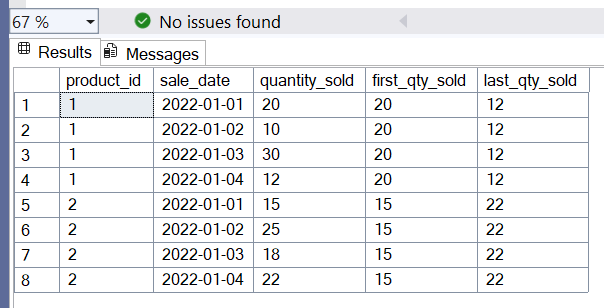 67 %
No issues found
Results Messages
product_id sale_date quantity_sold first_qty_sold last_qty_sold
1 1 2022-01-01 20 20 12
2 1 2022-01-02 10 20 12
3 1 2022-01-03 30 20 12
4 1 2022-01-04 12 20 12
5 2 2022-01-01 15 15 22
6 2 2022-01-02 25 15 22
7 2 2022-01-03 18 15 22
8 2 2022-01-04 22 15 22